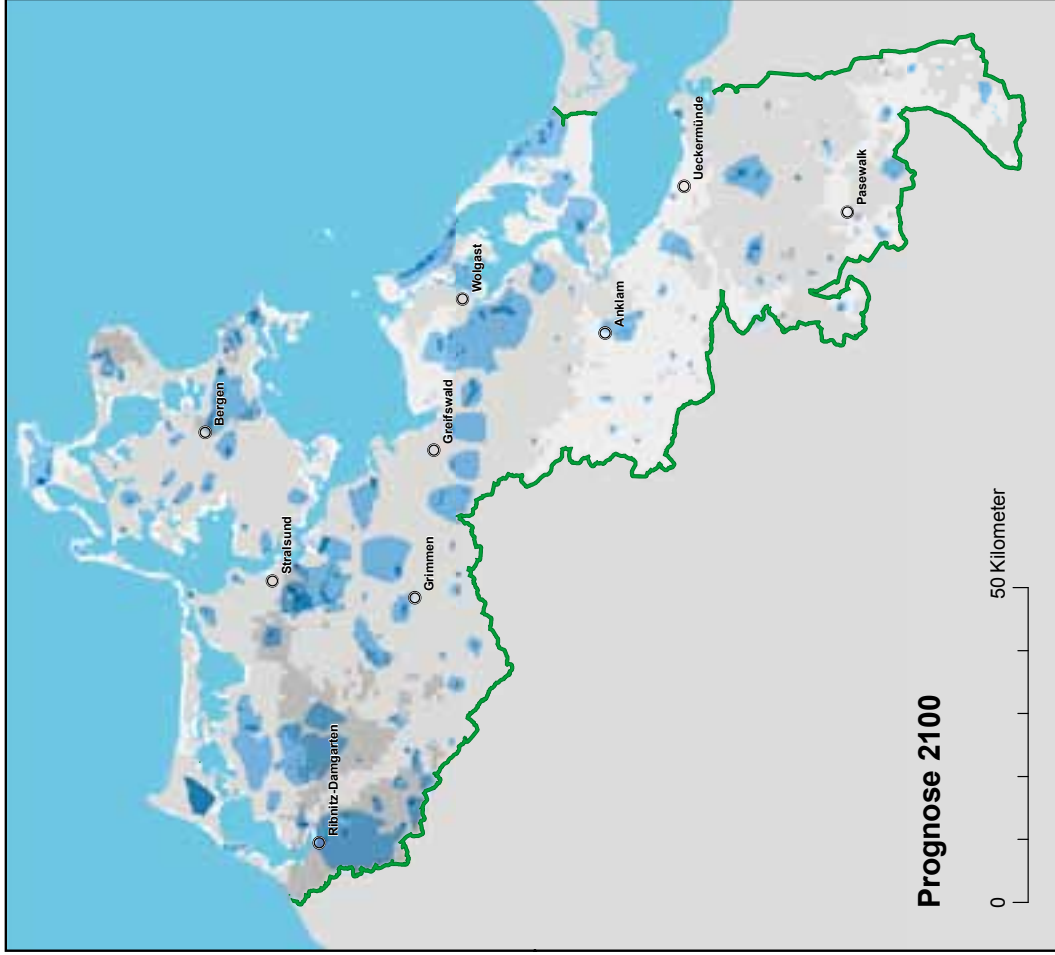 Bergen
Stralsund
Ribnitz-Damgarten
Grimmen
Greifswald
Wolgast
Anklam
Ueckermünde
Pasewalk
Prognose 2100
0 50 Kilometer